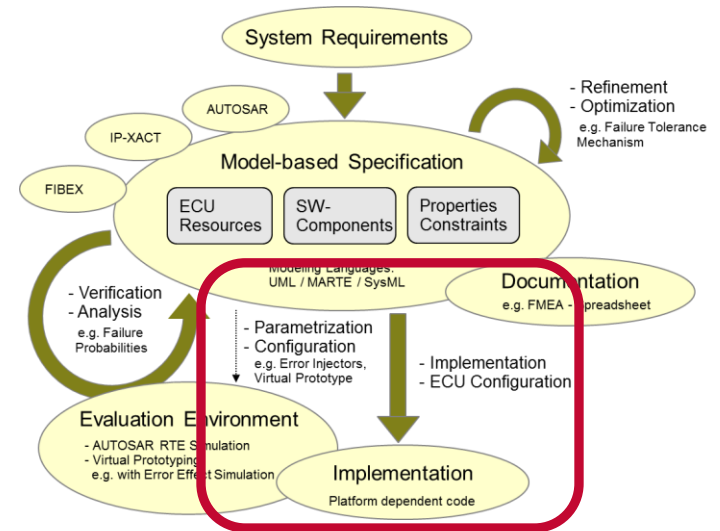 System Requirements
- Refinement
- Optimization
e.g. Failure Tolerance
Mechanism
AUTOSAR
IP-XACT
FIBEX
Model-based Specification
ECU
Resources
SW-
Components
Properties
Constraints
Modeling Languages:
UML / MARTE / SysML
Documentation
e.g. FMEA - Spreadsheet
- Verification
- Analysis
e.g. Failure
Probabilities
- Parametrization
- Configuration
e.g. Error Injectors,
Virtual Prototype
- Implementation
- ECU Configuration
Evaluation Environment
- AUTOSAR RTE Simulation
- Virtual Prototyping
e.g. with Error Effect Simulation
Implementation
Platform dependent code